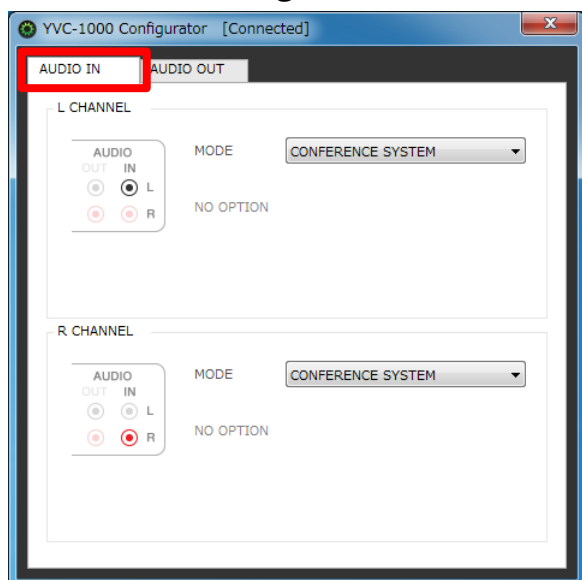 YVC-1000 Configurator [Connected]
AUDIO IN AUDIO OUT
L CHANNEL
AUDIO
OUT IN
L
R
MODE CONFERENCE SYSTEM
NO OPTION
R CHANNEL
AUDIO
OUT IN
L
R
MODE CONFERENCE SYSTEM
NO OPTION